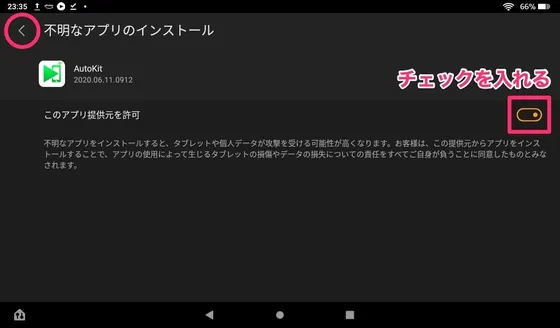 23:35
66%
不明なアプリのインストール
AutoKit
2020.06.11.0912
チェックを入れる
このアプリ提供元を許可
不明なアプリをインストールすると、タブレットや個人データが攻撃を受ける可能性が高くなります。お客様は、この提供元からアプリをインス
トールすることで、アプリの使用によって生じるタブレットの損傷やデータの損失についての責任をすべてご自身が負うことに同意したものとみな
されます。